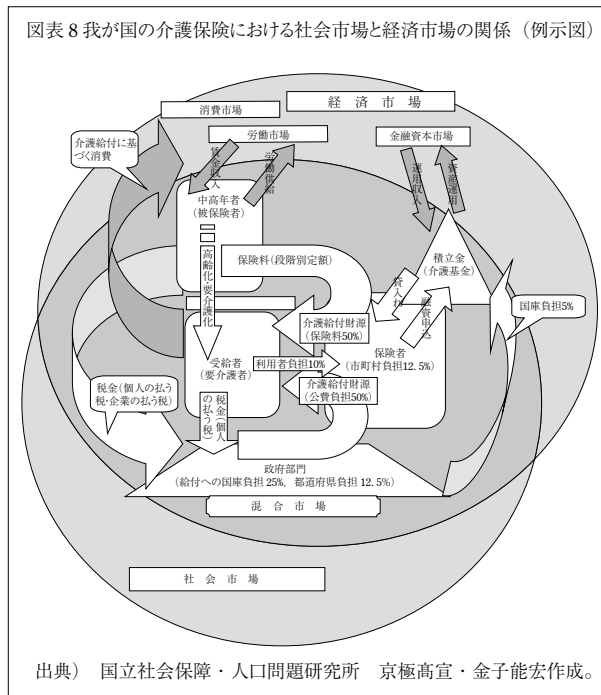 図表8 我が国の介護保険における社会市場と経済市場の関係（例示図）
消費市場
経済市場
労働市場
金融資本市場
介護給付に基
づく消費
賃金収入
労働供給
運用収入
資産運用
中高年者
（被保険者）
高齢化・要介護化
保険料（段階別定額）
積立金
（介護基金）
借入れ
融資申込
国庫負担5%
介護給付財源
（保険料50%）
保険者
（市町村負担12.5%）
受給者
（要介護者）
利用者負担10%
介護給付財源
（公費負担50%）
税金（個人の払う
税・企業の払う税）
税金（個人
の払う税）
政府部門
（給付への国庫負担25%，都道府県負担12.5%）
混合市場
社会市場
出典） 国立社会保障・人口問題研究所 京極髙宣・金子能宏作成。